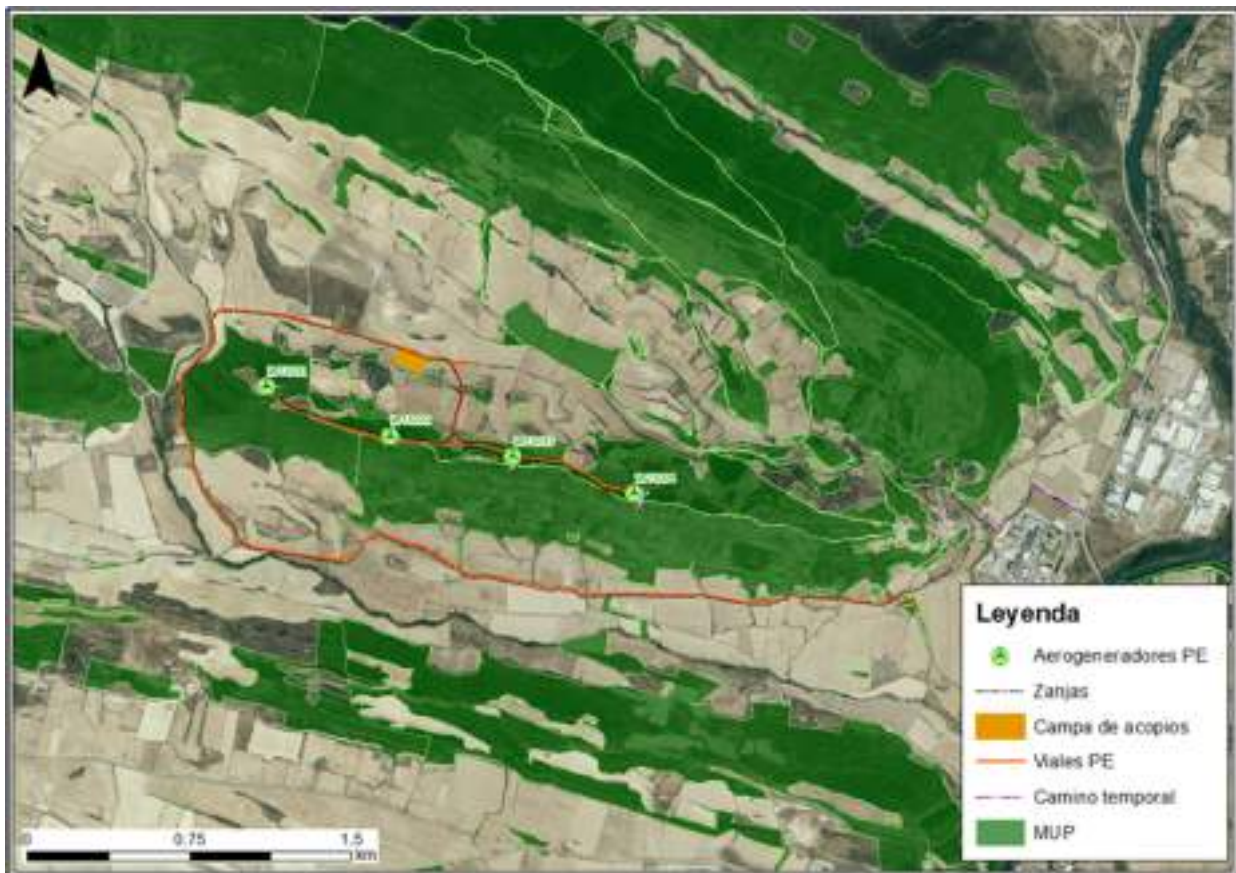 Leyenda
Aerogeneradores PE
Zanjas
Campa de acopios
Viales PE
Camino temporal
MUP
0 0.75 1.5
km